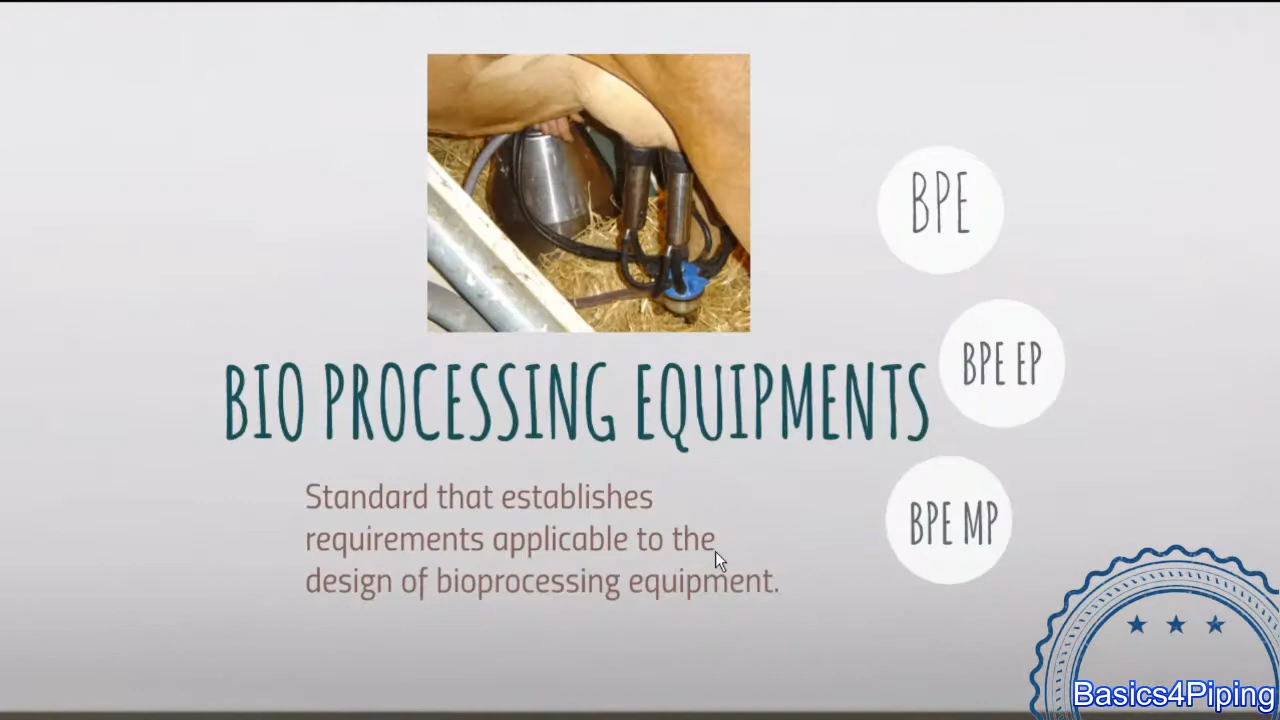 BPE
BIO PROCESSING EQUIPMENTS
BPE EP
Standard that establishes
requirements applicable to the
design of bioprocessing equipment.
BPE MP
Basics4Piping